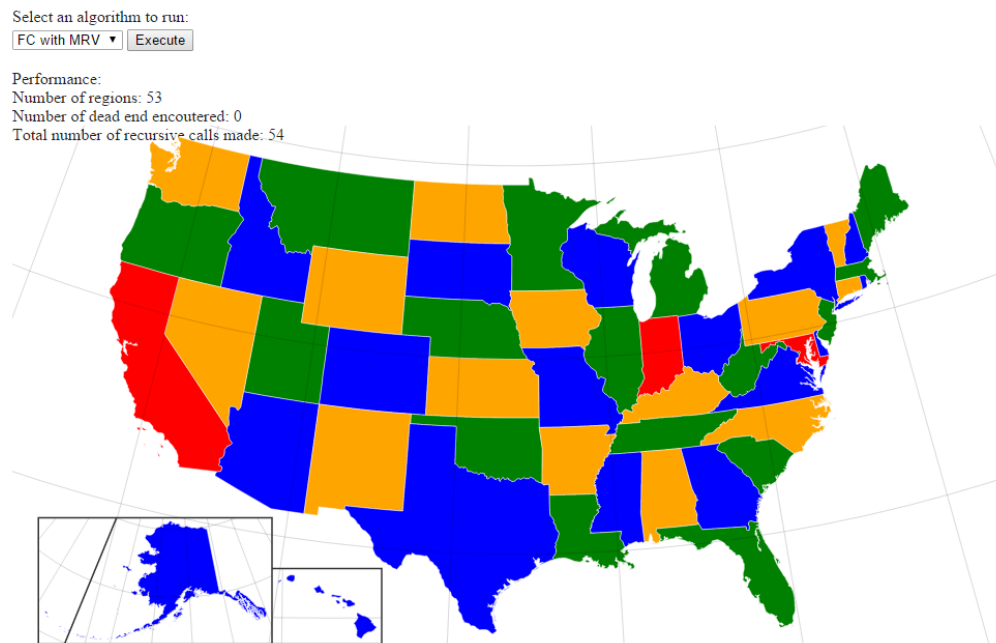 Select an algorithm to run:
FC with MRV ▼ Execute
Performance:
Number of regions: 53
Number of dead end encoutered: 0
Total number of recursive calls made: 54